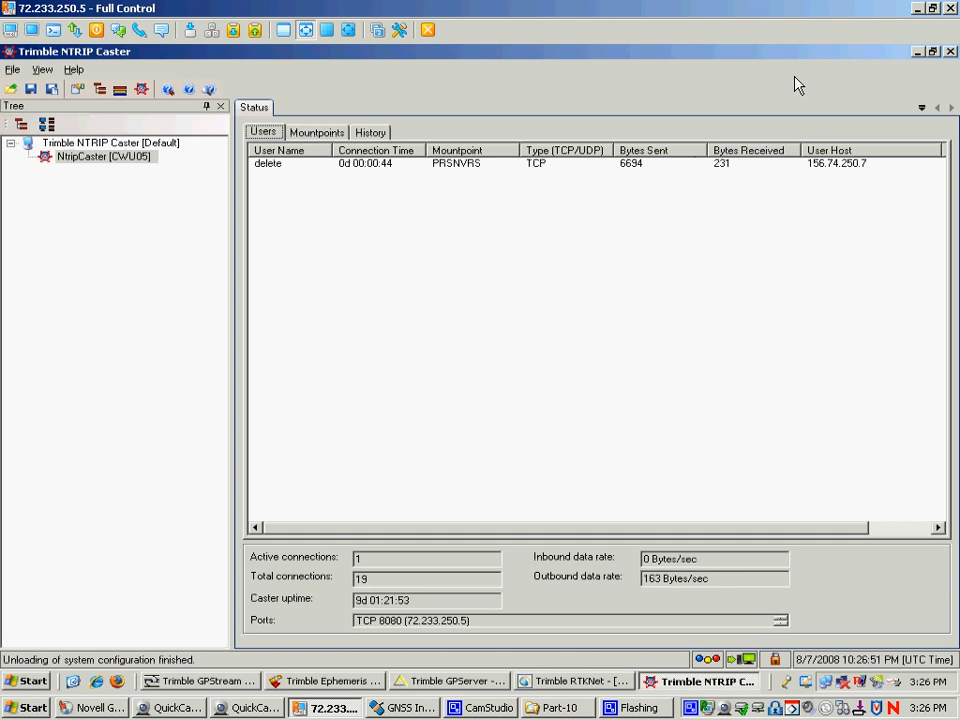 72.233.250.5 - Full Control
Trimble NTRIP Caster
File View Help
Tree
Status
Trimble NTRIP Caster [Default]
NtripCaster [CWU05]
Users Mountpoints History
User Name Connection Time Mountpoint Type (TCP/UDP) Bytes Sent Bytes Received User Host
delete 0d 00:00:44 PRSNVRS TCP 6694 231 156.74.250.7
Active connections: 1 Inbound data rate: 0 Bytes/sec
Total connections: 19 Outbound data rate: 163 Bytes/sec
Caster uptime: 9d 01:21:53
Ports: TCP 8080 (72.233.250.5)
Unloading of system configuration finished. 8/7/2008 10:26:51 PM [UTC Time]
Start Trimble GPStream ... Trimble Ephemeris ... Trimble GPServer -... Trimble RTKNet - [... Trimble NTRIP C... 3:26 PM
Start Novell G... QuickCa... QuickCa... 72.233.... GNSS In... CamStudio Part-10 Flashing 3:26 PM